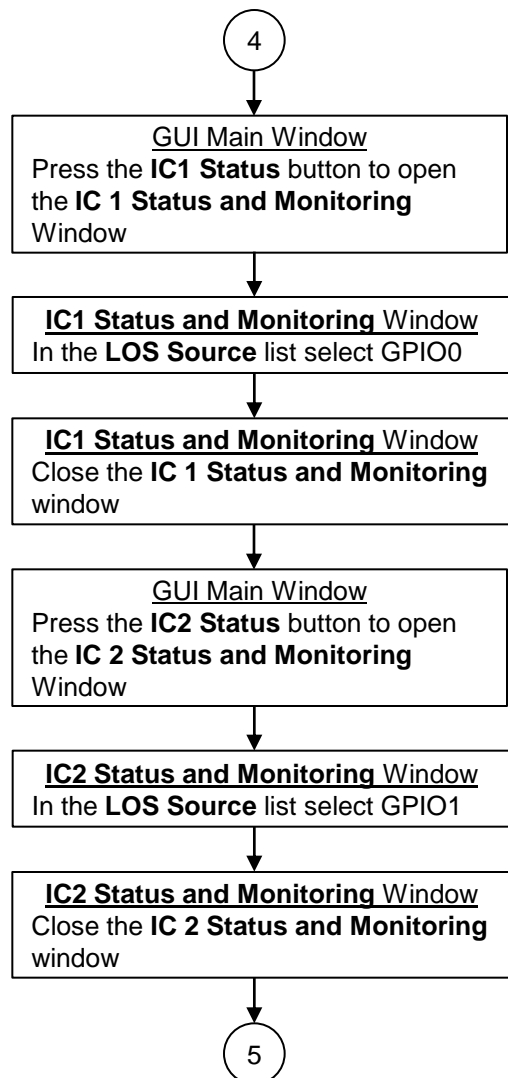 4
GUI Main Window
Press the IC1 Status button to open
the IC 1 Status and Monitoring
Window
IC1 Status and Monitoring Window
In the LOS Source list select GPIO0
IC1 Status and Monitoring Window
Close the IC 1 Status and Monitoring
window
GUI Main Window
Press the IC2 Status button to open
the IC 2 Status and Monitoring
Window
IC2 Status and Monitoring Window
In the LOS Source list select GPIO1
IC2 Status and Monitoring Window
Close the IC 2 Status and Monitoring
window
5